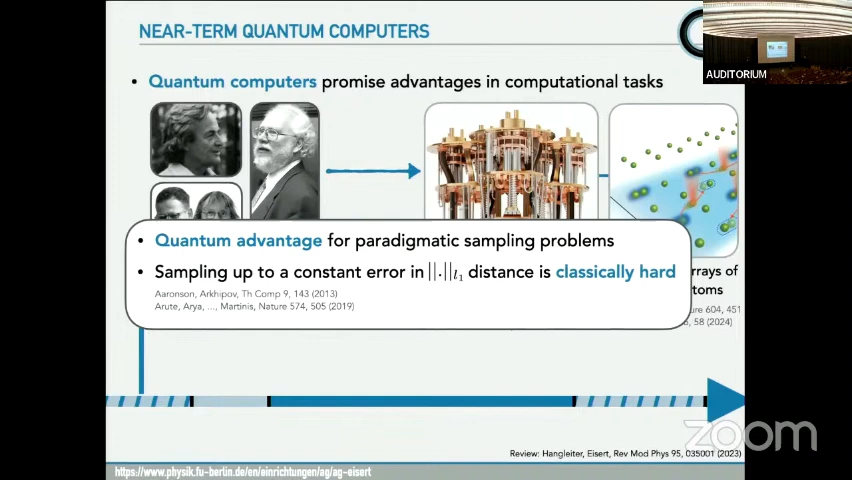 NEAR-TERM QUANTUM COMPUTERS
AUDITORIUM
• Quantum computers promise advantages in computational tasks
• Quantum advantage for paradigmatic sampling problems
• Sampling up to a constant error in ||.||l₁ distance is classically hard
Aaronson, Arkhipov, Th Comp 9, 143 (2013)
Arute, Arya, ..., Martinis, Nature 574, 505 (2019)
rrays of
toms
ure 604, 451
, 58 (2024)
zoom
Review: Hangleiter, Eisert, Rev Mod Phys 95, 035001 (2023)
https://www.physik.fu-berlin.de/en/einrichtungen/ag/ag-eisert